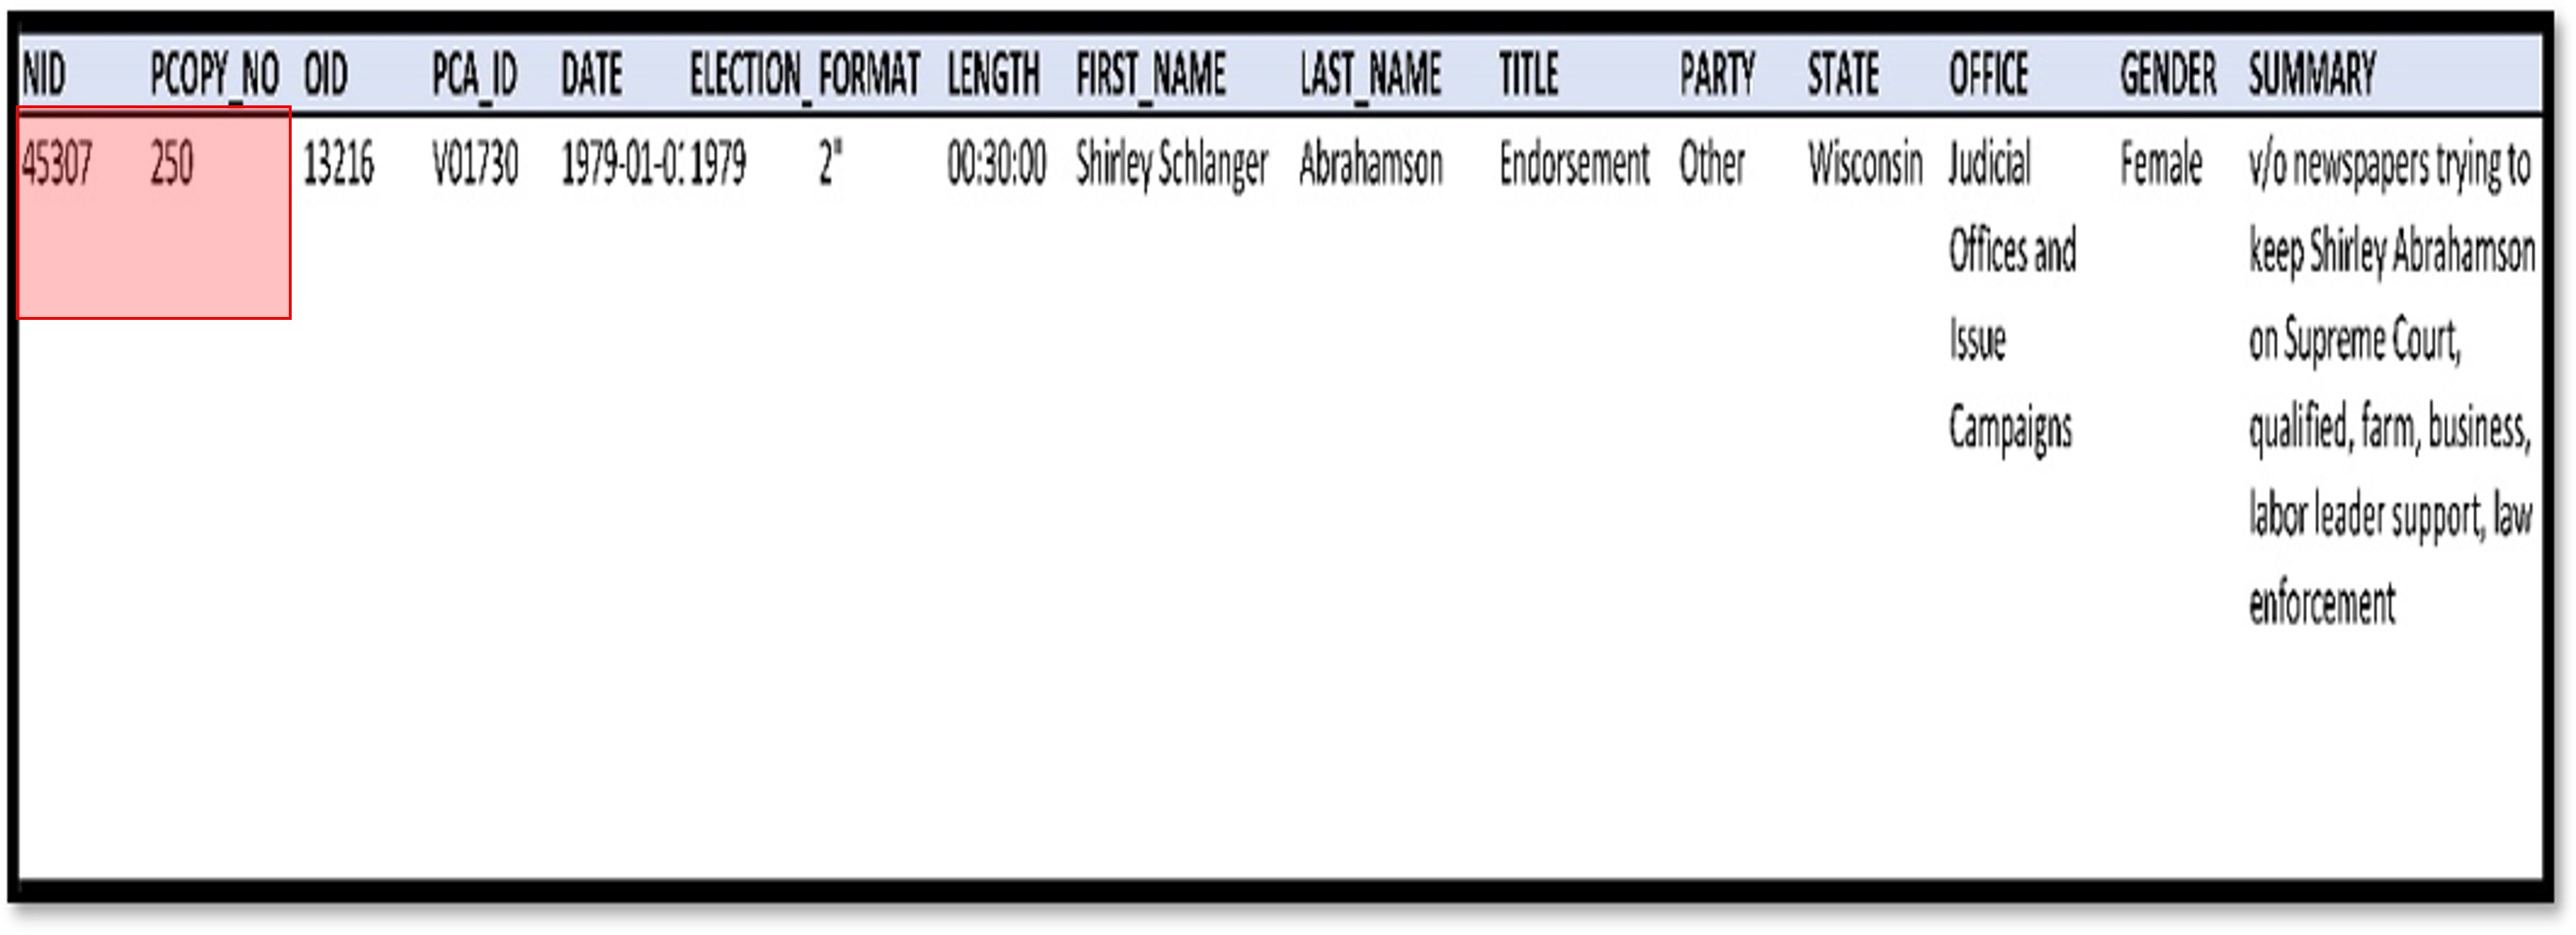 NID PCOPY_NO OID PCA_ID DATE ELECTION_ FORMAT LENGTH FIRST_NAME LAST_NAME TITLE PARTY STATE OFFICE GENDER SUMMARY
45307 250 13216 V01730 1979-01-0 1979 2" 00:30:00 Shirley Schlanger Abrahamson Endorsement Other Wisconsin Judicial Female v/o newspapers trying to
Offices and keep Shirley Abrahamson
Issue on Supreme Court,
Campaigns qualified, farm, business,
labor leader support, law
enforcement